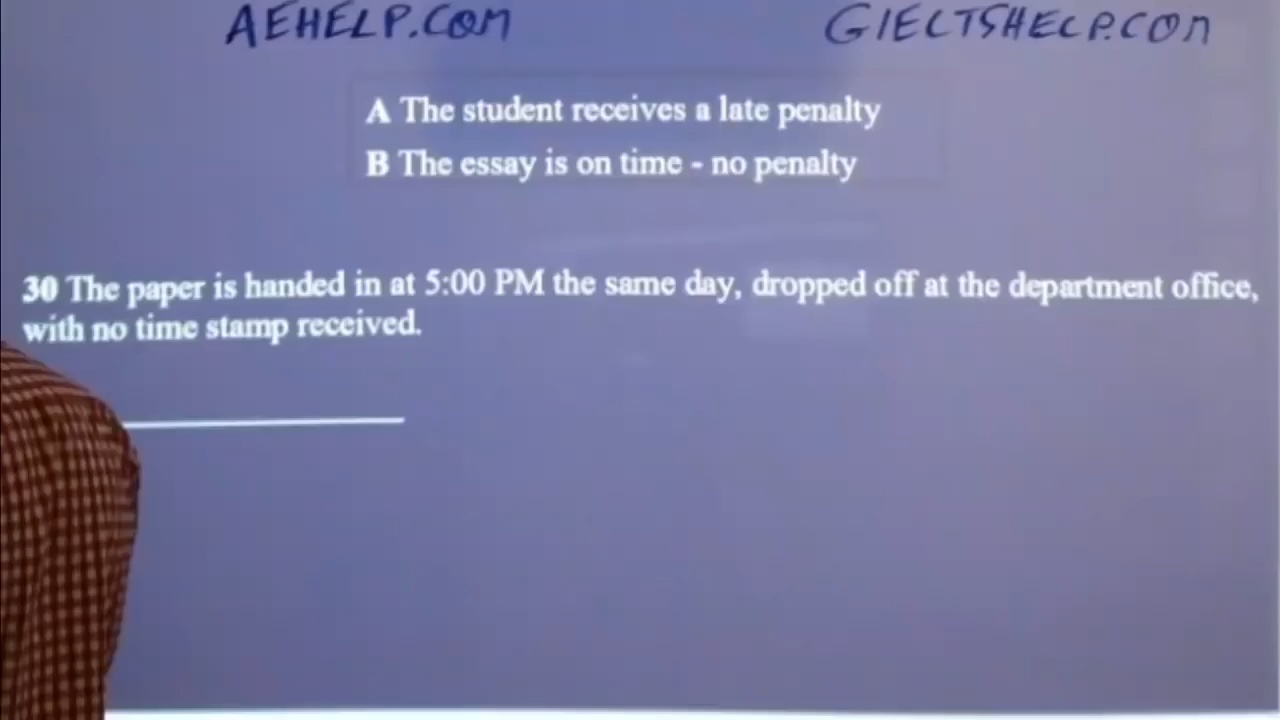 AEHELP.COM
GIELTSHELP.COM
A The student receives a late penalty
B The essay is on time - no penalty
30 The paper is handed in at 5:00 PM the same day, dropped off at the department office,
with no time stamp received.